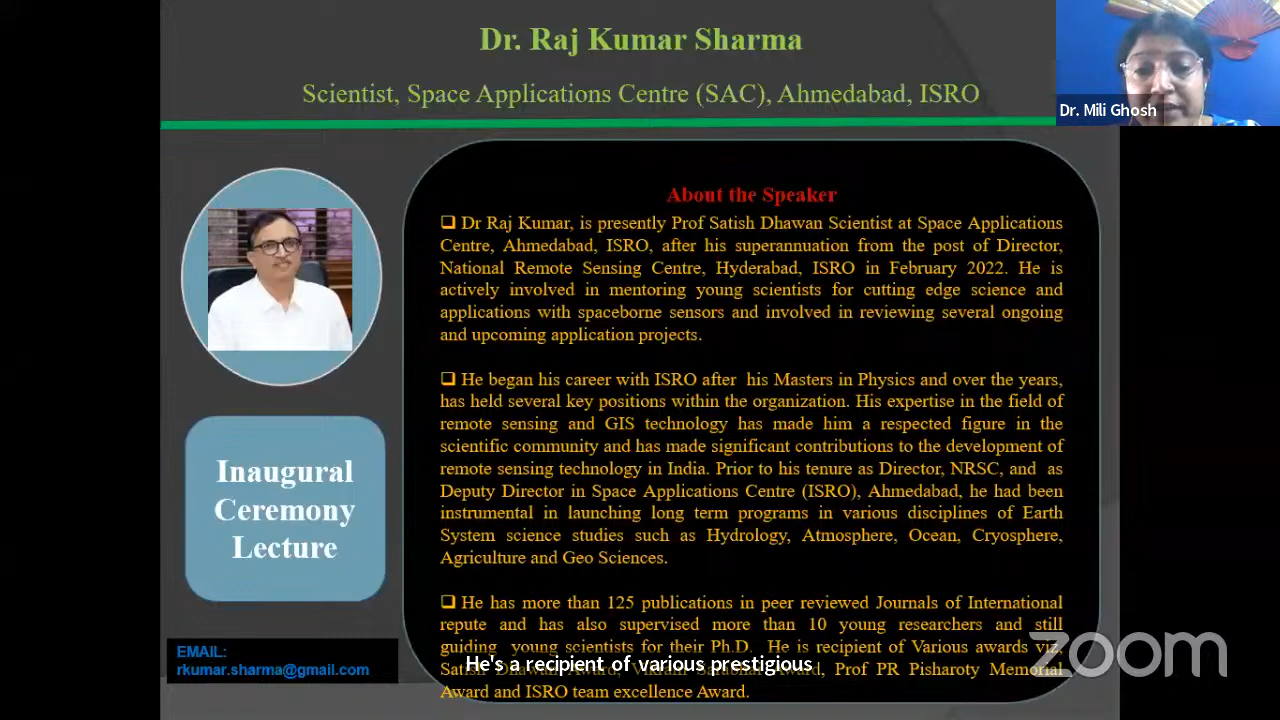 Dr. Raj Kumar Sharma
Scientist, Space Applications Centre (SAC), Ahmedabad, ISRO
Dr. Mili Ghosh
About the Speaker
Dr Raj Kumar, is presently Prof Satish Dhawan Scientist at Space Applications
Centre, Ahmedabad, ISRO, after his superannuation from the post of Director,
National Remote Sensing Centre, Hyderabad, ISRO in February 2022. He is
actively involved in mentoring young scientists for cutting edge science and
applications with spaceborne sensors and involved in reviewing several ongoing
and upcoming application projects.
He began his career with ISRO after his Masters in Physics and over the years,
has held several key positions within the organization. His expertise in the field of
remote sensing and GIS technology has made him a respected figure in the
scientific community and has made significant contributions to the development of
remote sensing technology in India. Prior to his tenure as Director, NRSC, and as
Deputy Director in Space Applications Centre (ISRO), Ahmedabad, he had been
instrumental in launching long term programs in various disciplines of Earth
System science studies such as Hydrology, Atmosphere, Ocean, Cryosphere,
Agriculture and Geo Sciences.
He has more than 125 publications in peer reviewed Journals of International
repute and has also supervised more than 10 young researchers and still
guiding young scientists for their Ph.D. He is recipient of Various awards viz,
Award, Prof PR Pisharoty Memorial
Award and ISRO team excellence Award.
He's a recipient of various prestigious
Inaugural
Ceremony
Lecture
EMAIL:
rkumar.sharma@gmail.com
zoom